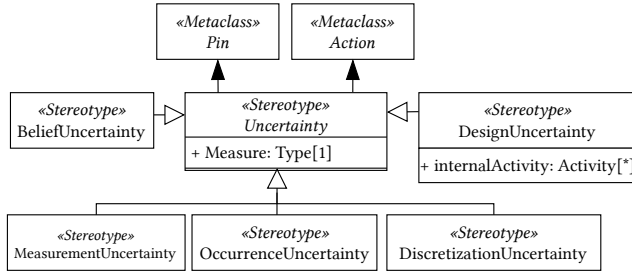 «Metaclass»
Pin
«Metaclass»
Action
«Stereotype»
BeliefUncertainty
«Stereotype»
Uncertainty
+ Measure: Type[1]
«Stereotype»
DesignUncertainty
+ internalActivity: Activity[*]
«Stereotype»
MeasurementUncertainty
«Stereotype»
OccurrenceUncertainty
«Stereotype»
DiscretizationUncertainty